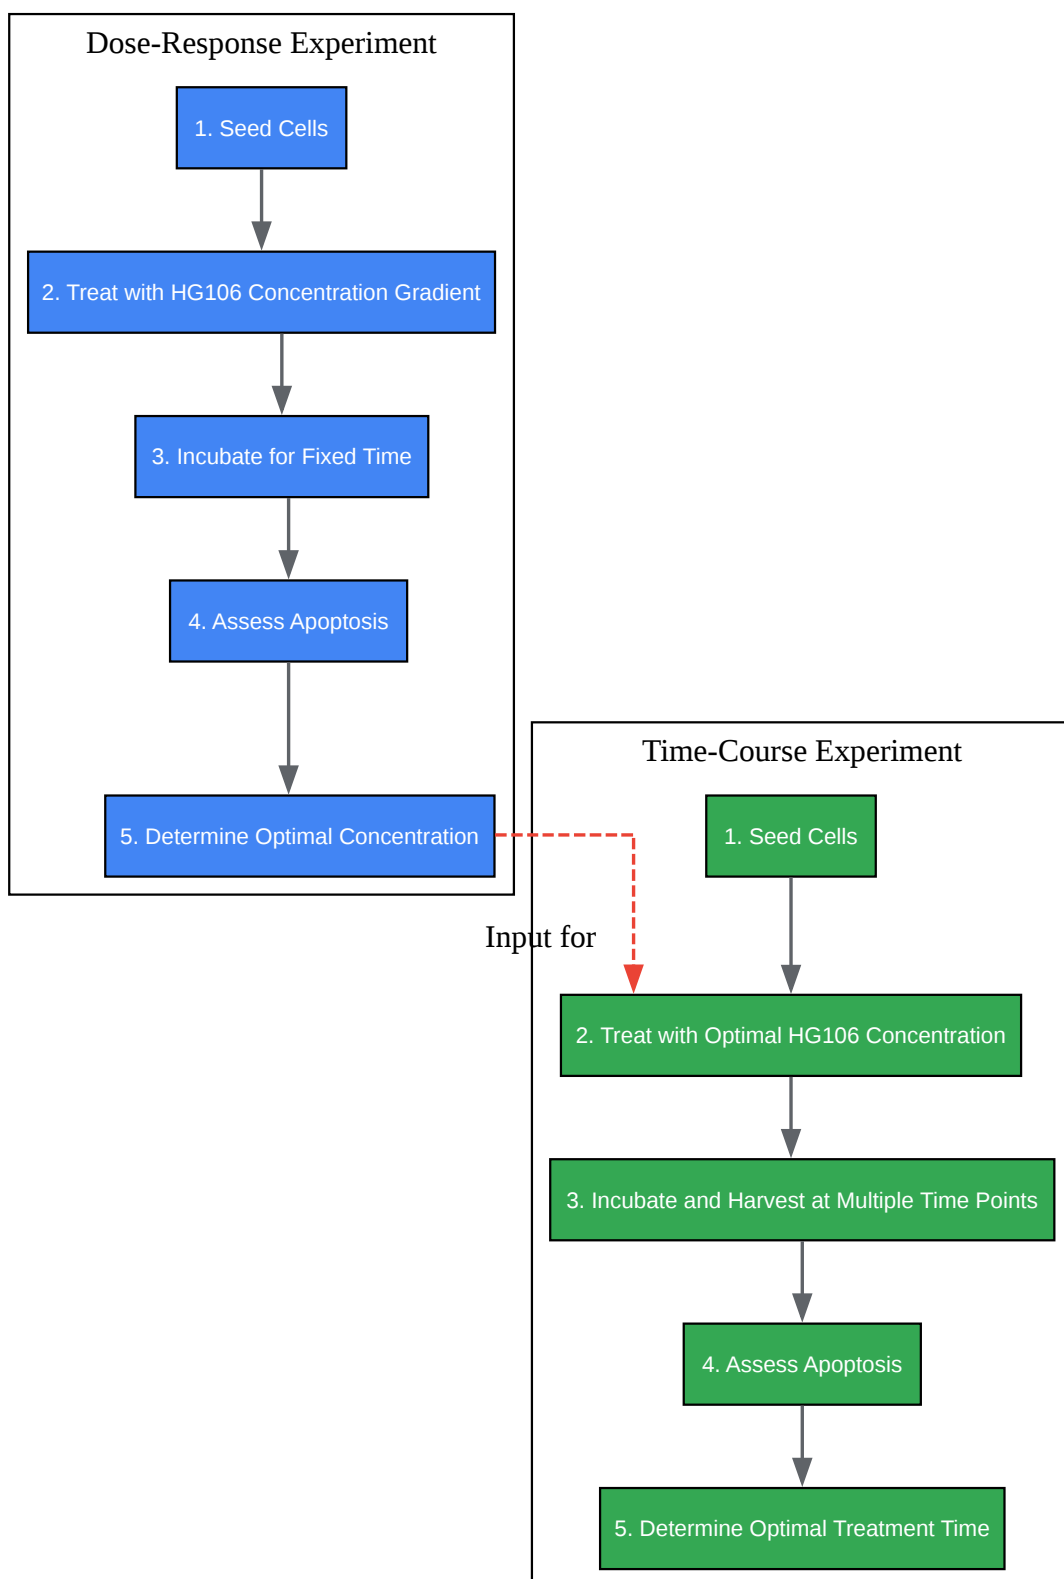 Dose-Response Experiment
1. Seed Cells
2. Treat with HG106 Concentration Gradient
3. Incubate for Fixed Time
4. Assess Apoptosis
5. Determine Optimal Concentration
Input for
Time-Course Experiment
1. Seed Cells
2. Treat with Optimal HG106 Concentration
3. Incubate and Harvest at Multiple Time Points
4. Assess Apoptosis
5. Determine Optimal Treatment Time